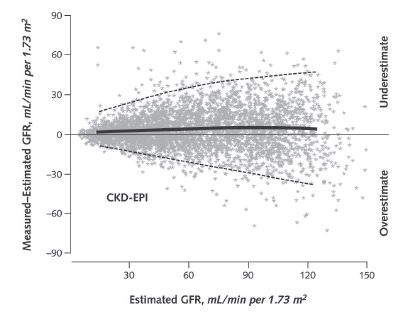 Measured–Estimated GFR, mL/min per 1.73 m²
90
60
30
0
–30
–60
–90
Underestimate
Overestimate
CKD-EPI
30
60
90
120
150
Estimated GFR, mL/min per 1.73 m²